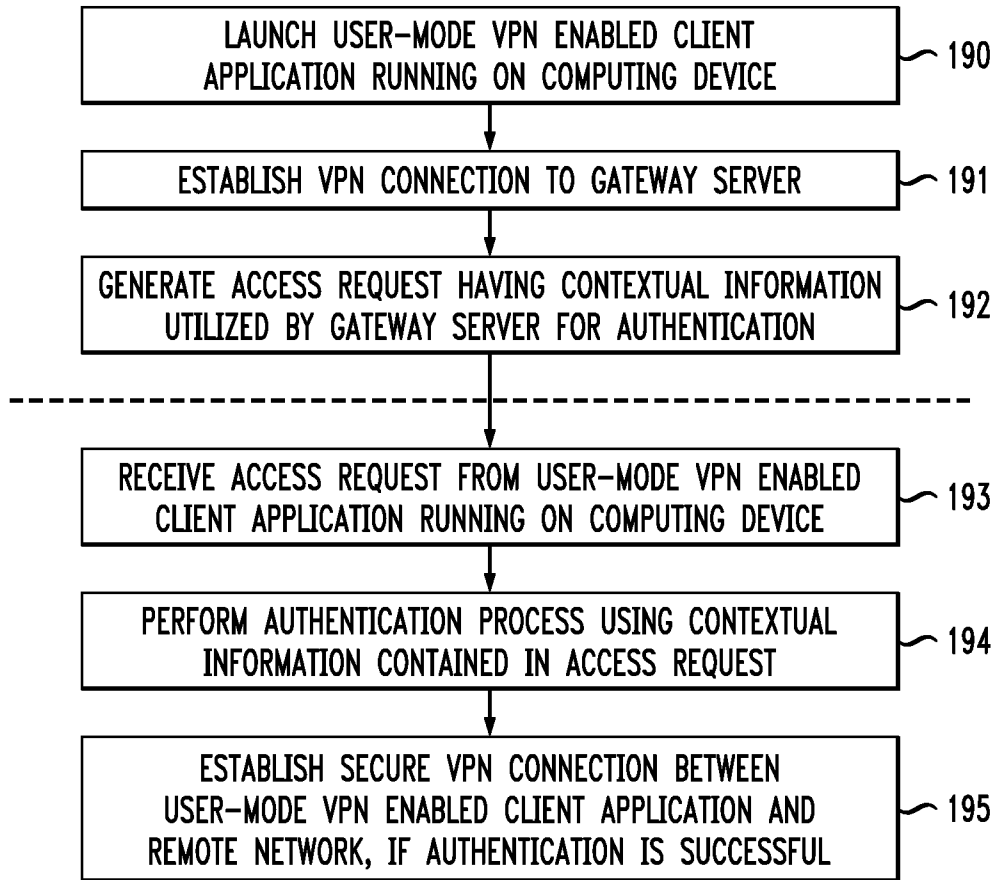 LAUNCH USER-MODE VPN ENABLED CLIENT
APPLICATION RUNNING ON COMPUTING DEVICE
190
ESTABLISH VPN CONNECTION TO GATEWAY SERVER
191
GENERATE ACCESS REQUEST HAVING CONTEXTUAL INFORMATION
UTILIZED BY GATEWAY SERVER FOR AUTHENTICATION
192
RECEIVE ACCESS REQUEST FROM USER-MODE VPN ENABLED
CLIENT APPLICATION RUNNING ON COMPUTING DEVICE
193
PERFORM AUTHENTICATION PROCESS USING CONTEXTUAL
INFORMATION CONTAINED IN ACCESS REQUEST
194
ESTABLISH SECURE VPN CONNECTION BETWEEN
USER-MODE VPN ENABLED CLIENT APPLICATION AND
REMOTE NETWORK, IF AUTHENTICATION IS SUCCESSFUL
195